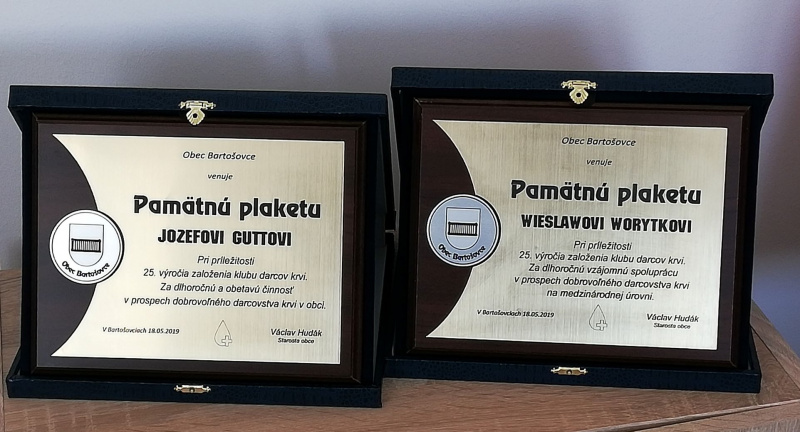 Obec Bartošovce
venuje
Pamätnú plaketu
JOZEFOVI GUTTOVI
Pri príležitosti
25. výročia založenia klubu darcov krvi.
Za dlhoročnú a obetavú činnosť
v prospech dobrovoľného darcovstva krvi v obci.
V Bartošovciach 18.05.2019
Václav Hudák
Starosta obce
Obec Bartošovce
Obec Bartošovce
venuje
Pamätnú plaketu
WIESLAWOVI WORYTKOVI
Pri príležitosti
25. výročia založenia klubu darcov krvi.
Za dlhoročnú vzájomnú spoluprácu
v prospech dobrovoľného darcovstva krvi
na medzinárodnej úrovni.
V Bartošovciach 18.05.2019
Václav Hudák
Starosta obce
Obec Bartošovce